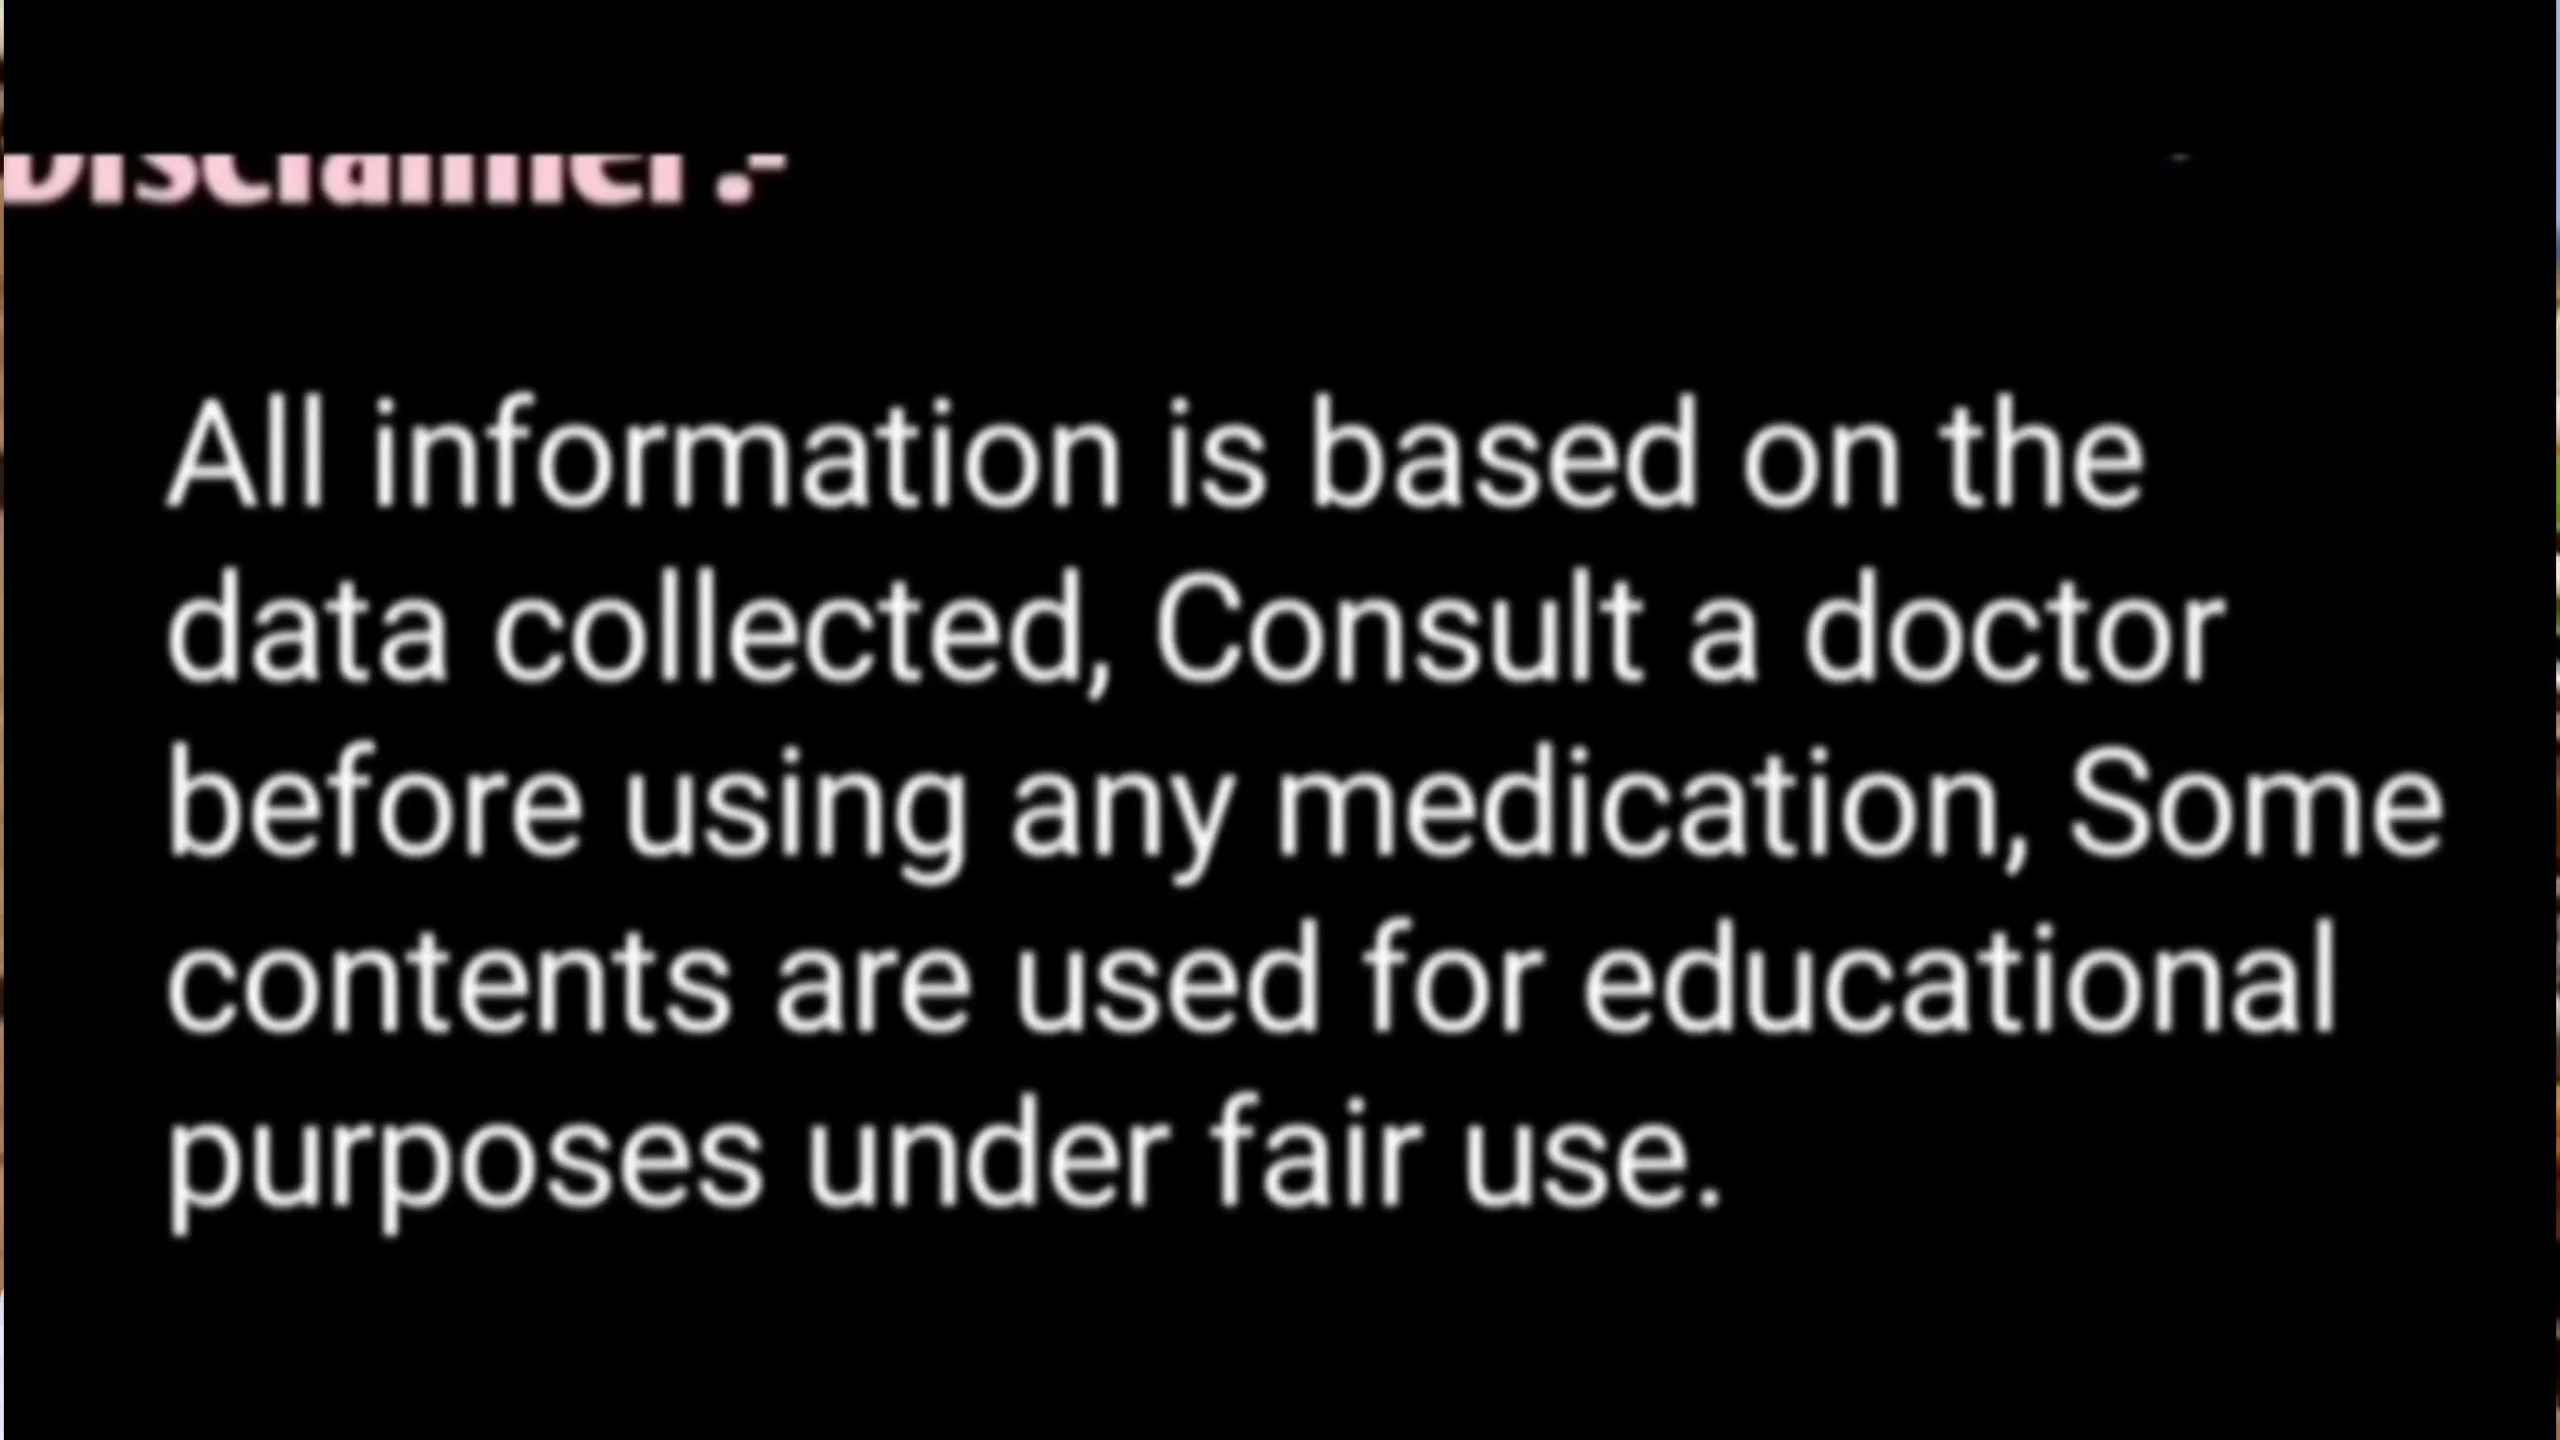 Disclaimer :-
All information is based on the
data collected, Consult a doctor
before using any medication, Some
contents are used for educational
purposes under fair use.